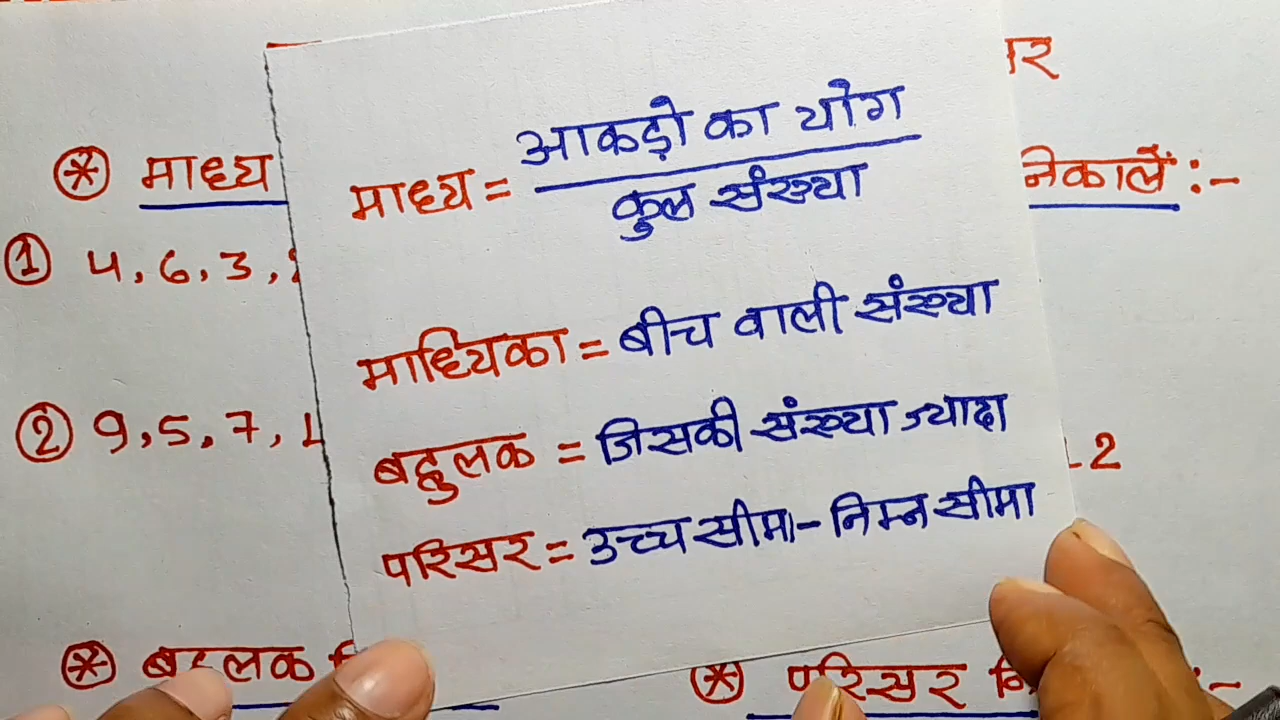 माध्य = आकड़ो का योग
कुल संख्या
माध्यिका = बीच वाली संख्या
बहुलक = जिसकी संख्या ज्यादा
परिसर = उच्च सीमा - निम्न सीमा
* माध्य
① 4, 6, 3,
② 9, 5, 7,
* बहुलक
* परिसर